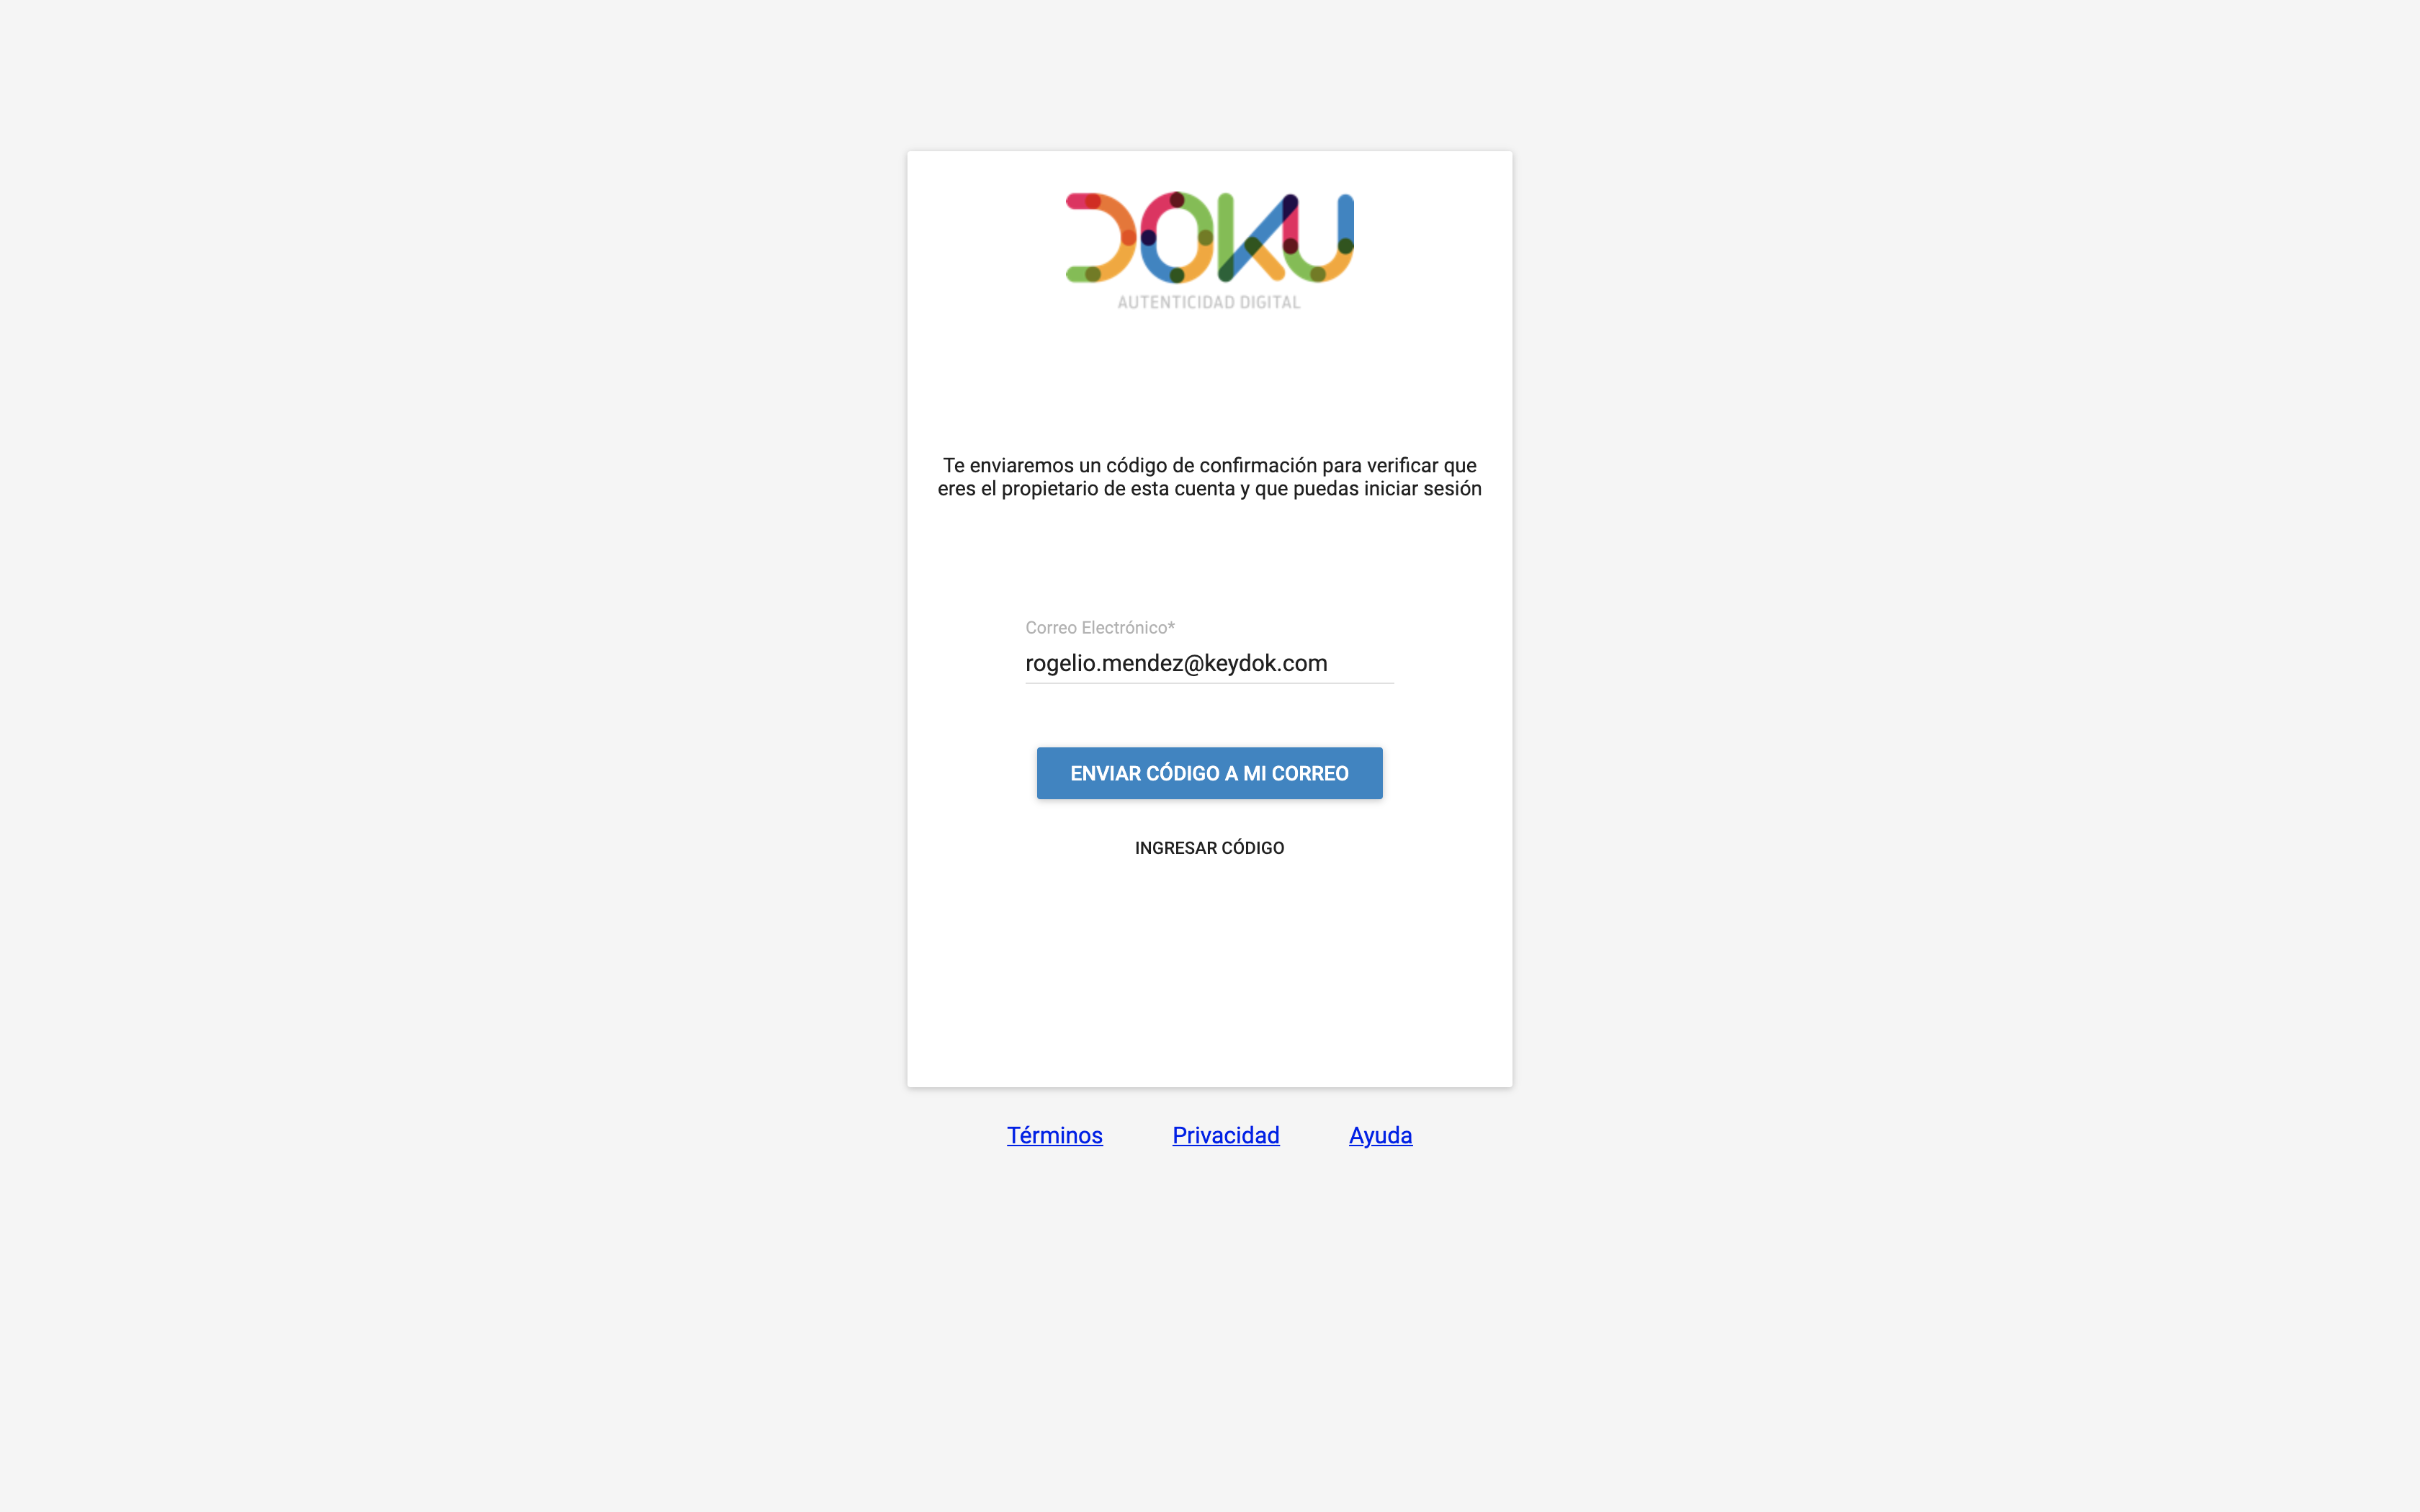 DOKU
AUTENTICIDAD DIGITAL
Te enviaremos un código de confirmación para verificar que
eres el propietario de esta cuenta y que puedas iniciar sesión
Correo Electrónico*
rogelio.mendez@keydok.com
ENVIAR CÓDIGO A MI CORREO
INGRESAR CÓDIGO
Términos Privacidad Ayuda